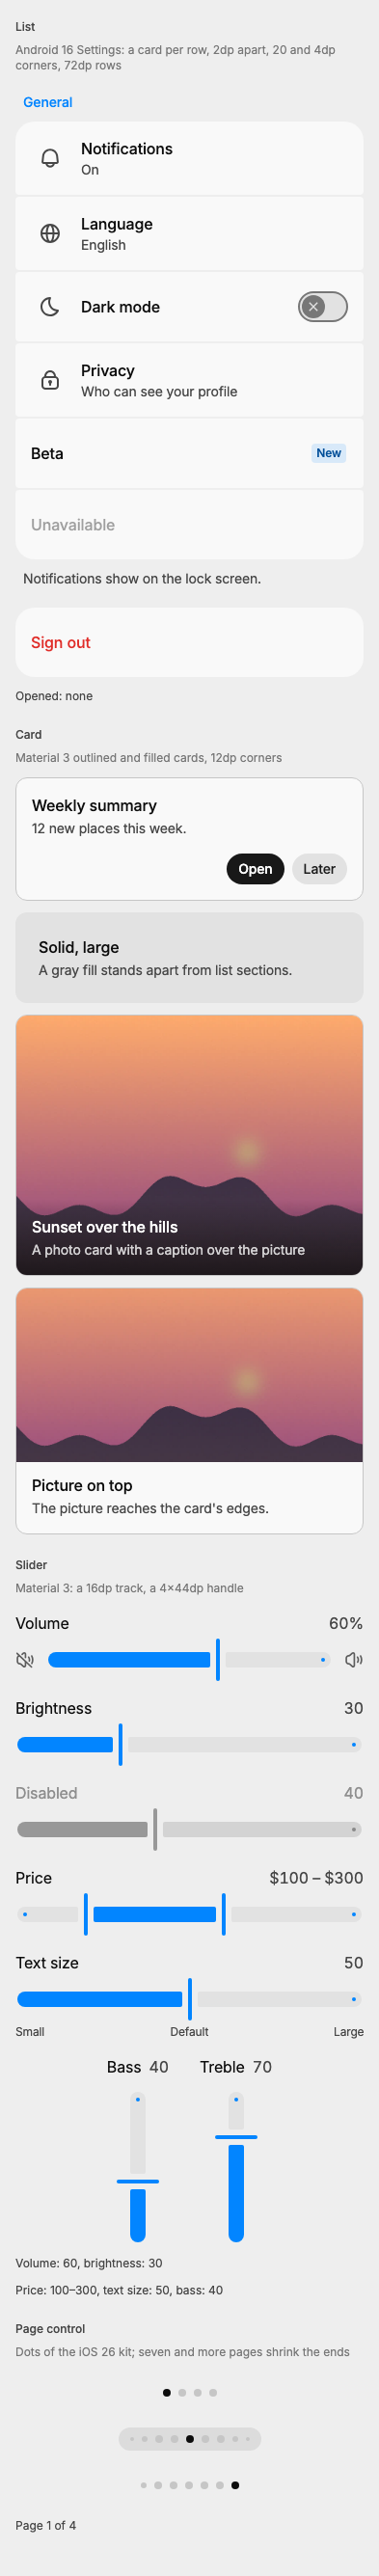 List
Android 16 Settings: a card per row, 2dp apart, 20 and 4dp
corners, 72dp rows
General
Notifications
On
Language
English
Dark mode
Privacy
Who can see your profile
Beta
New
Unavailable
Notifications show on the lock screen.
Sign out
Opened: none
Card
Material 3 outlined and filled cards, 12dp corners
Weekly summary
12 new places this week.
Open
Later
Solid, large
A gray fill stands apart from list sections.
Sunset over the hills
A photo card with a caption over the picture
Picture on top
The picture reaches the card's edges.
Slider
Material 3: a 16dp track, a 4×44dp handle
Volume 60%
Brightness 30
Disabled 40
Price $100 – $300
Text size 50
Small Default Large
Bass 40 Treble 70
Volume: 60, brightness: 30
Price: 100–300, text size: 50, bass: 40
Page control
Dots of the iOS 26 kit; seven and more pages shrink the ends
Page 1 of 4